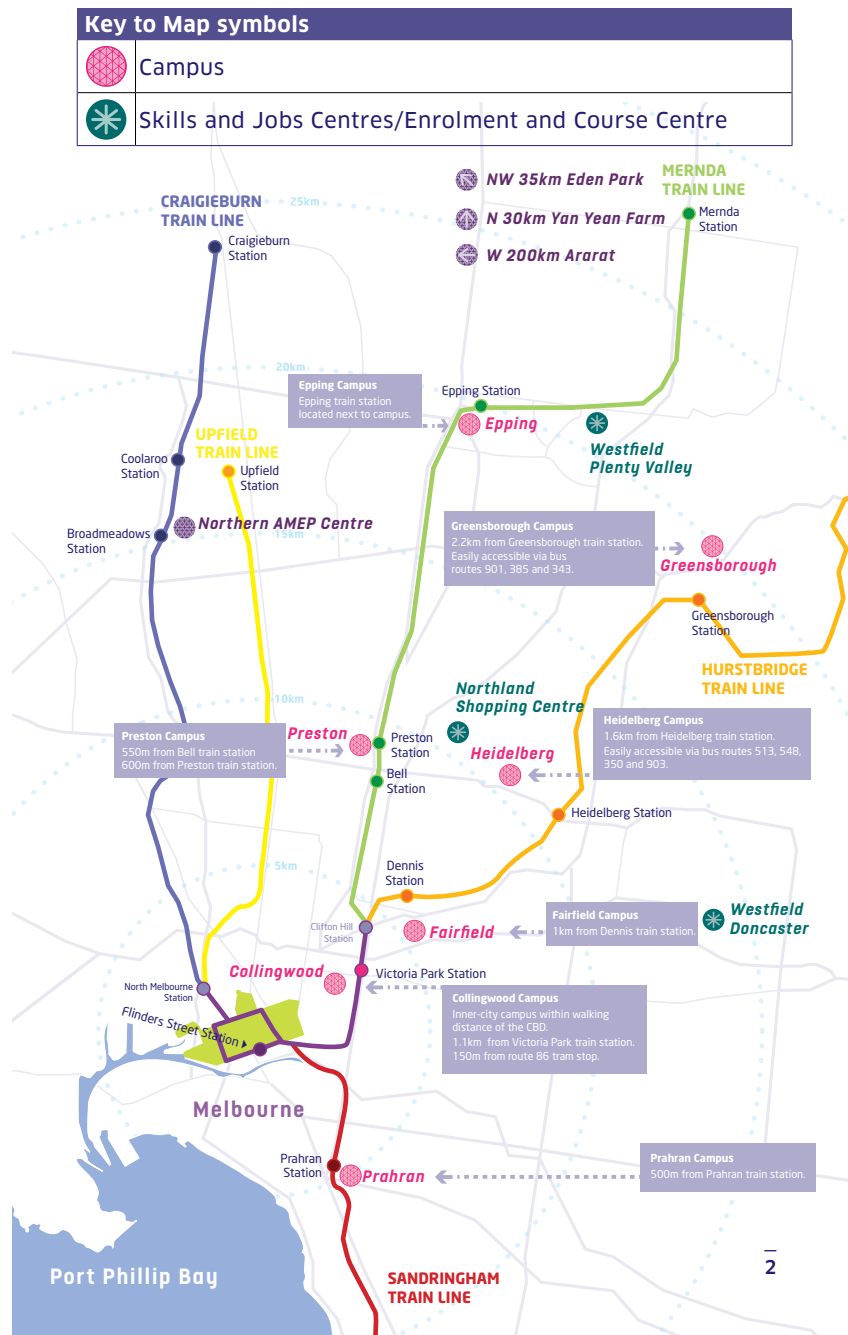 Key to Map symbols
Campus
Skills and Jobs Centres/Enrolment and Course Centre
NW 35km Eden Park
N 30km Yan Yean Farm
W 200km Ararat
MERNDA
TRAIN LINE
Mernda
Station
CRAIGIEBURN
TRAIN LINE
25km
Craigieburn
Station
20km
Epping Campus
Epping train station
located next to campus.
Epping Station
Epping
Westfield
Plenty Valley
UPFIELD
TRAIN LINE
Upfield
Station
Coolaroo
Station
Northern AMEP Centre
Broadmeadows
Station
15km
Greensborough Campus
2.2km from Greensborough train station.
Easily accessible via bus
routes 901, 385 and 343.
Greensborough
Greensborough
Station
HURSTBRIDGE
TRAIN LINE
10km
Northland
Shopping Centre
Preston Campus
550m from Bell train station
600m from Preston train station.
Preston
Preston
Station
Bell
Station
Heidelberg
Heidelberg Campus
1.6km from Heidelberg train station.
Easily accessible via bus routes 513, 548,
350 and 903.
Heidelberg Station
5km
Dennis
Station
Clifton Hill
Station
Fairfield
Fairfield Campus
1km from Dennis train station.
Westfield
Doncaster
Collingwood
Victoria Park Station
North Melbourne
Station
Flinders Street Station
Collingwood Campus
Inner-city campus within walking
distance of the CBD.
1.1km from Victoria Park train station.
150m from route 86 tram stop.
Melbourne
Prahran
Station
Prahran
Prahran Campus
500m from Prahran train station.
Port Phillip Bay
SANDRINGHAM
TRAIN LINE
2